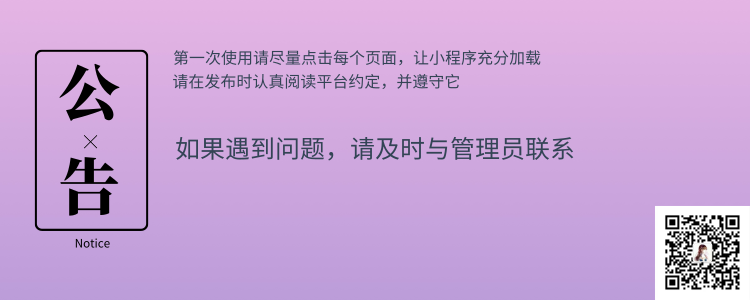 公
告
Notice
第一次使用请尽量点击每个页面，让小程序充分加载
请在发布时认真阅读平台约定，并遵守它
如果遇到问题，请及时与管理员联系